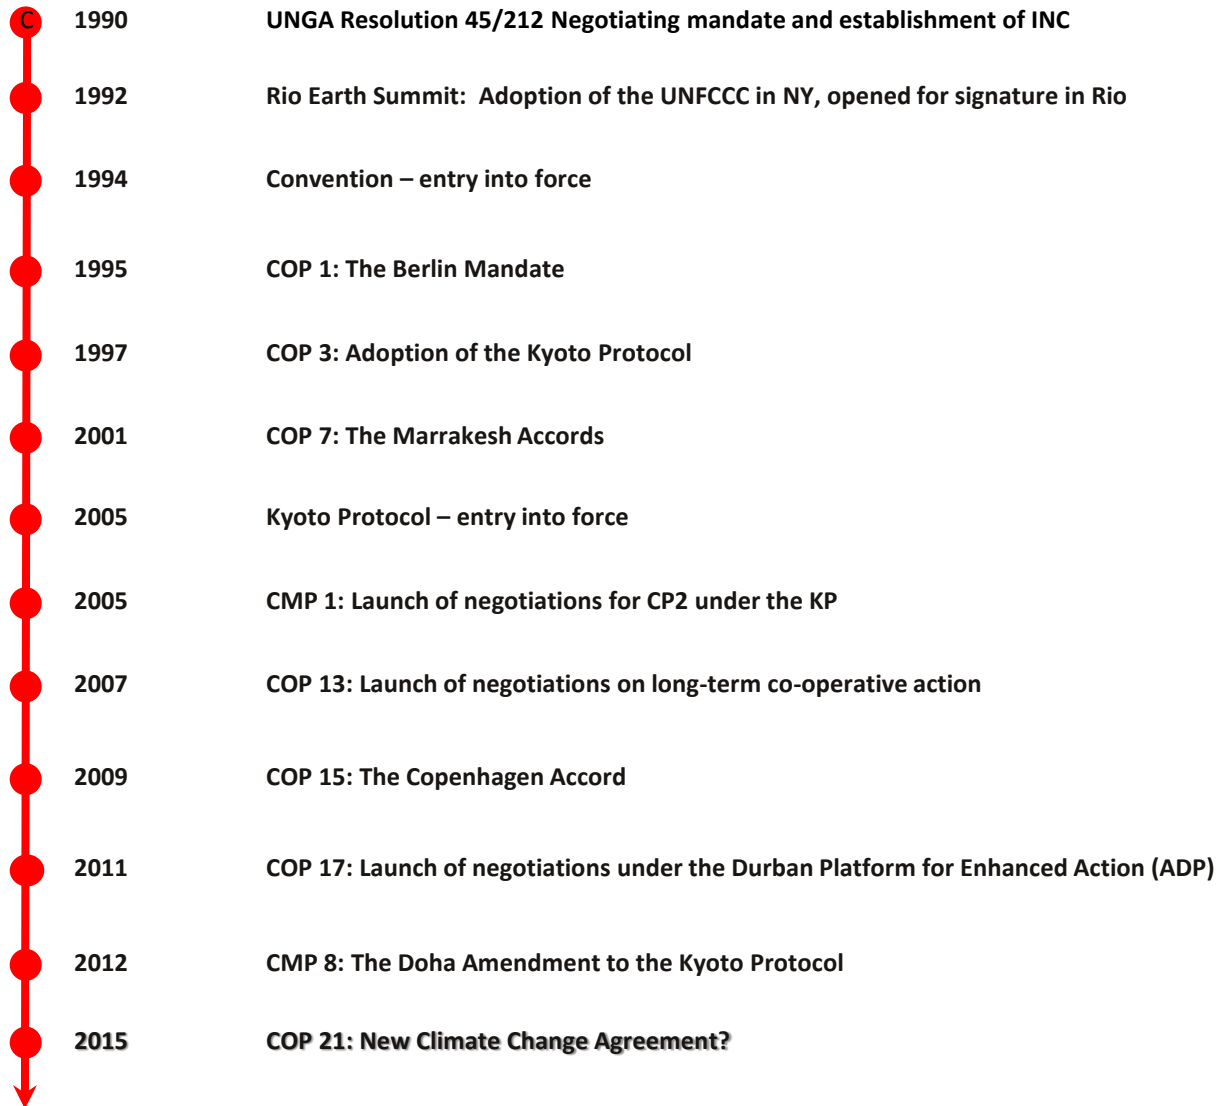 C 1990 UNGA Resolution 45/212 Negotiating mandate and establishment of INC
1992 Rio Earth Summit: Adoption of the UNFCCC in NY, opened for signature in Rio
1994 Convention – entry into force
1995 COP 1: The Berlin Mandate
1997 COP 3: Adoption of the Kyoto Protocol
2001 COP 7: The Marrakesh Accords
2005 Kyoto Protocol – entry into force
2005 CMP 1: Launch of negotiations for CP2 under the KP
2007 COP 13: Launch of negotiations on long-term co-operative action
2009 COP 15: The Copenhagen Accord
2011 COP 17: Launch of negotiations under the Durban Platform for Enhanced Action (ADP)
2012 CMP 8: The Doha Amendment to the Kyoto Protocol
2015 COP 21: New Climate Change Agreement?